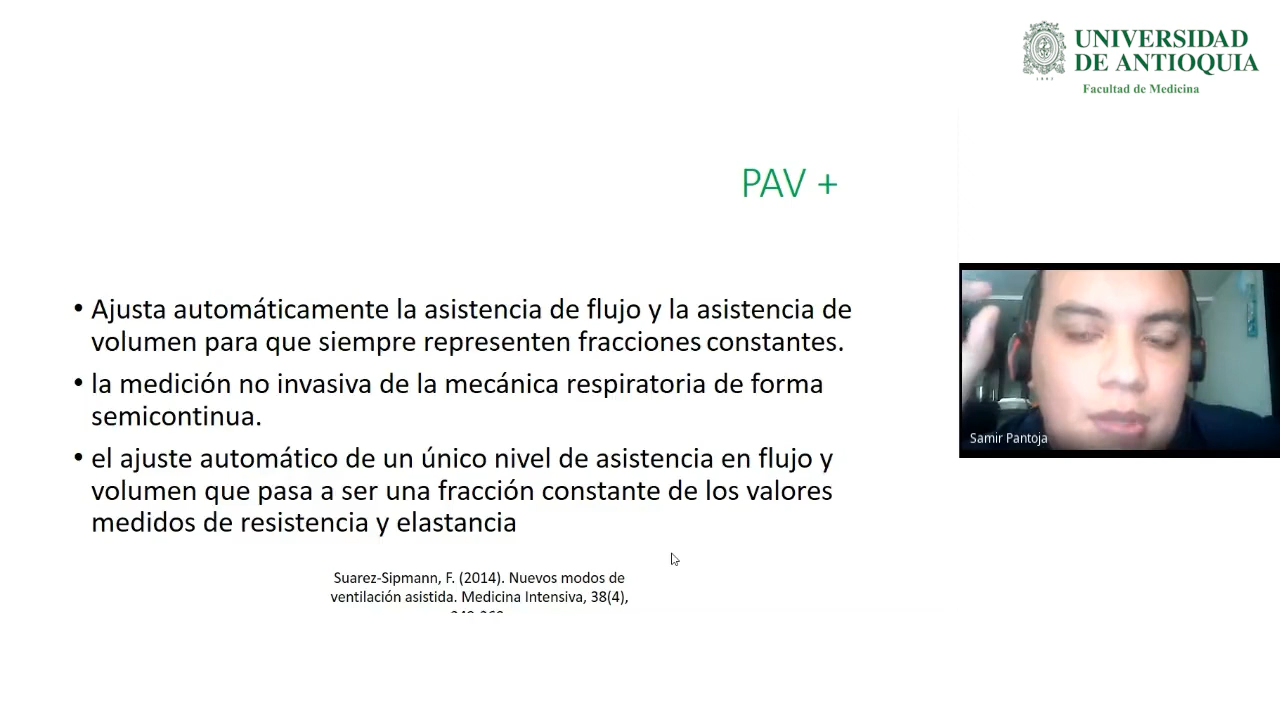 UNIVERSIDAD
DE ANTIOQUIA
Facultad de Medicina
PAV +
• Ajusta automáticamente la asistencia de flujo y la asistencia de
volumen para que siempre representen fracciones constantes.
• la medición no invasiva de la mecánica respiratoria de forma
semicontinua.
• el ajuste automático de un único nivel de asistencia en flujo y
volumen que pasa a ser una fracción constante de los valores
medidos de resistencia y elastancia
Samir Pantoja
Suarez-Sipmann, F. (2014). Nuevos modos de
ventilación asistida. Medicina Intensiva, 38(4),